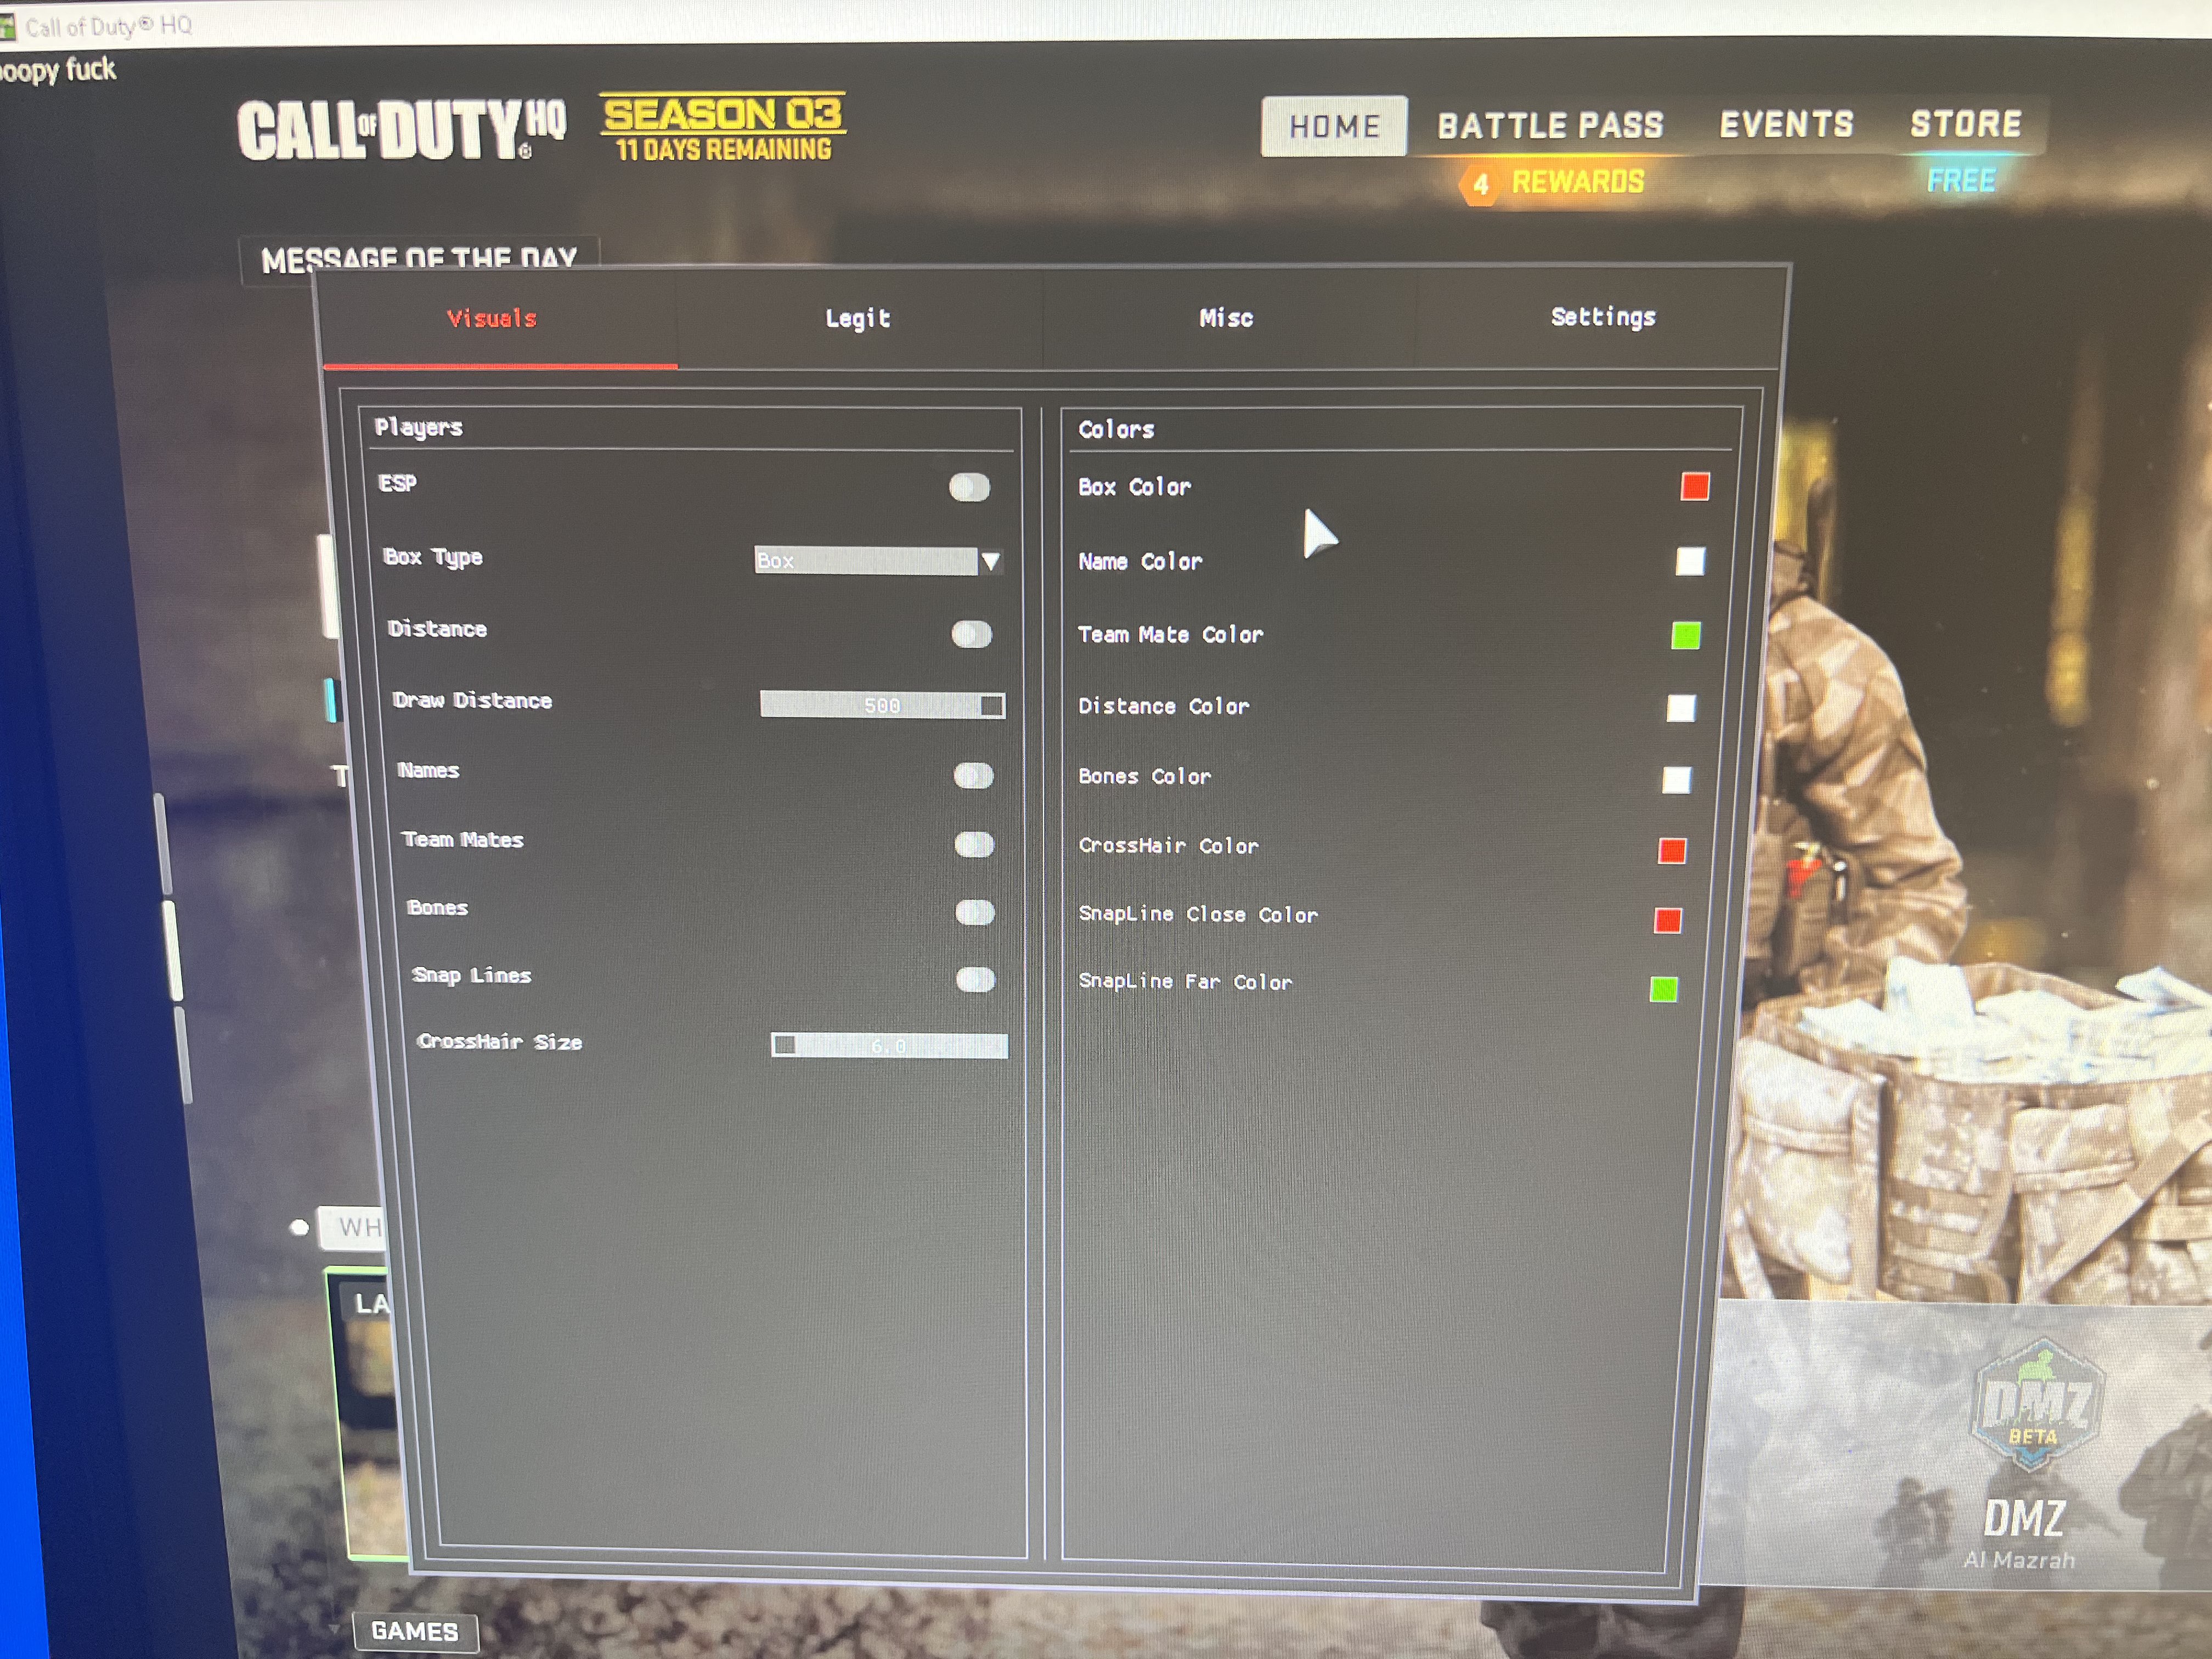 Call of Duty® HQ
fuck
CALL OF DUTY HQ
SEASON 03
11 DAYS REMAINING
HOME
BATTLE PASS
EVENTS
STORE
4 REWARDS
FREE
MESSAGE OF THE DAY
Visuals
Legit
Misc
Settings
Players
ESP
Box Type
Box
Distance
Draw Distance
500
Names
Team Mates
Bones
Snap Lines
CrossHair Size
6.0
Colors
Box Color
Name Color
Team Mate Color
Distance Color
Bones Color
CrossHair Color
SnapLine Close Color
SnapLine Far Color
T
WH
LA
DMZ
BETA
DMZ
Al Mazrah
GAMES